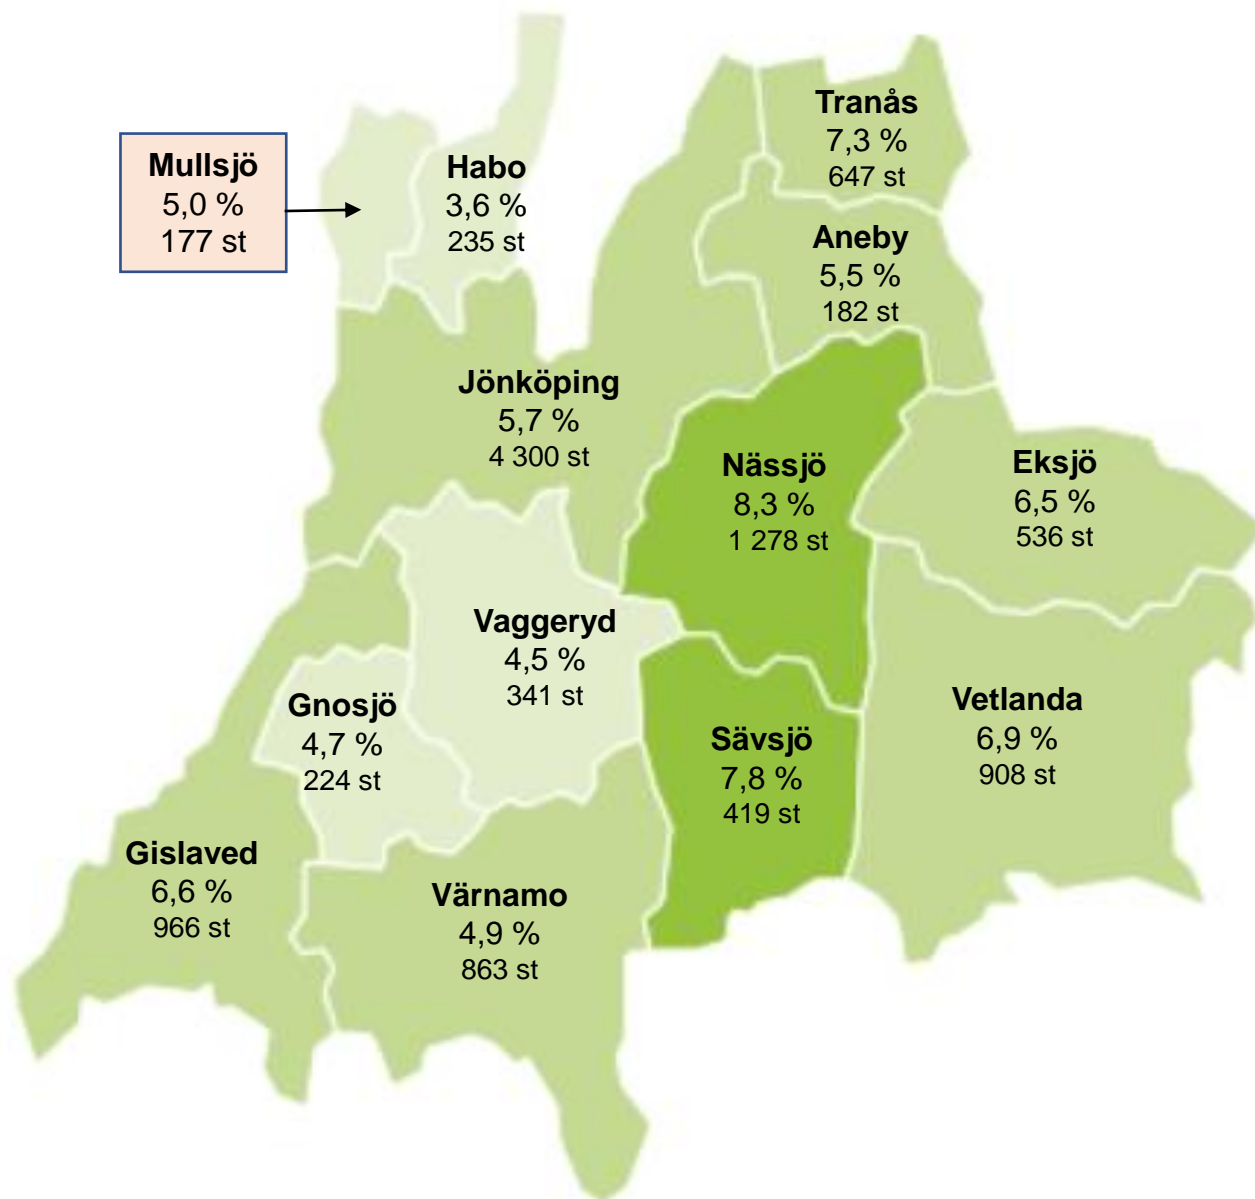 Tranås
7,3 %
647 st
Mullsjö
5,0 %
177 st
Habo
3,6 %
235 st
Aneby
5,5 %
182 st
Jönköping
5,7 %
4 300 st
Nässjö
8,3 %
1 278 st
Eksjö
6,5 %
536 st
Vaggeryd
4,5 %
341 st
Gnosjö
4,7 %
224 st
Sävsjö
7,8 %
419 st
Vetlanda
6,9 %
908 st
Gislaved
6,6 %
966 st
Värnamo
4,9 %
863 st